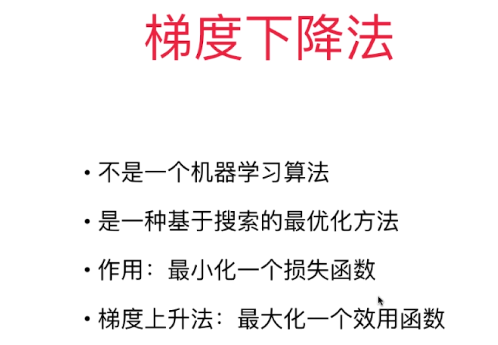 梯度下降法
• 不是一个机器学习算法
• 是一种基于搜索的最优化方法
• 作用：最小化一个损失函数
• 梯度上升法：最大化一个效用函数